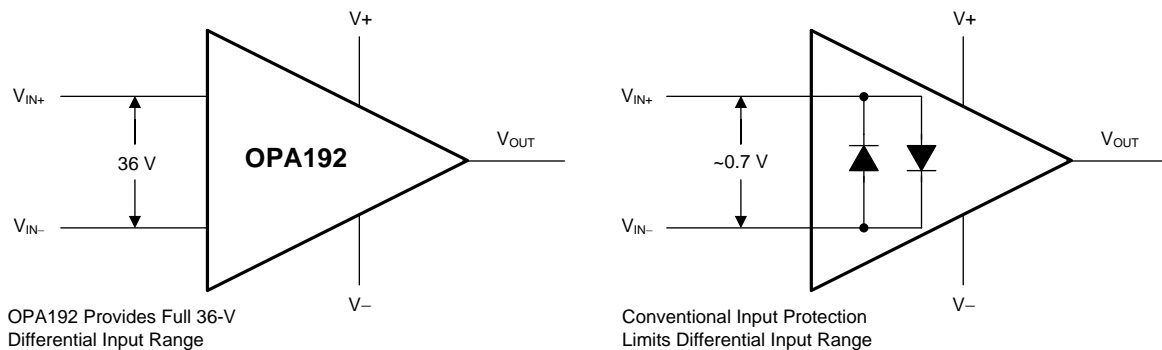 V+
V+
VIN+
36 V
OPA192
VOUT
VIN−
V−
OPA192 Provides Full 36-V
Differential Input Range
VIN+
~0.7 V
VOUT
VIN−
V−
Conventional Input Protection
Limits Differential Input Range